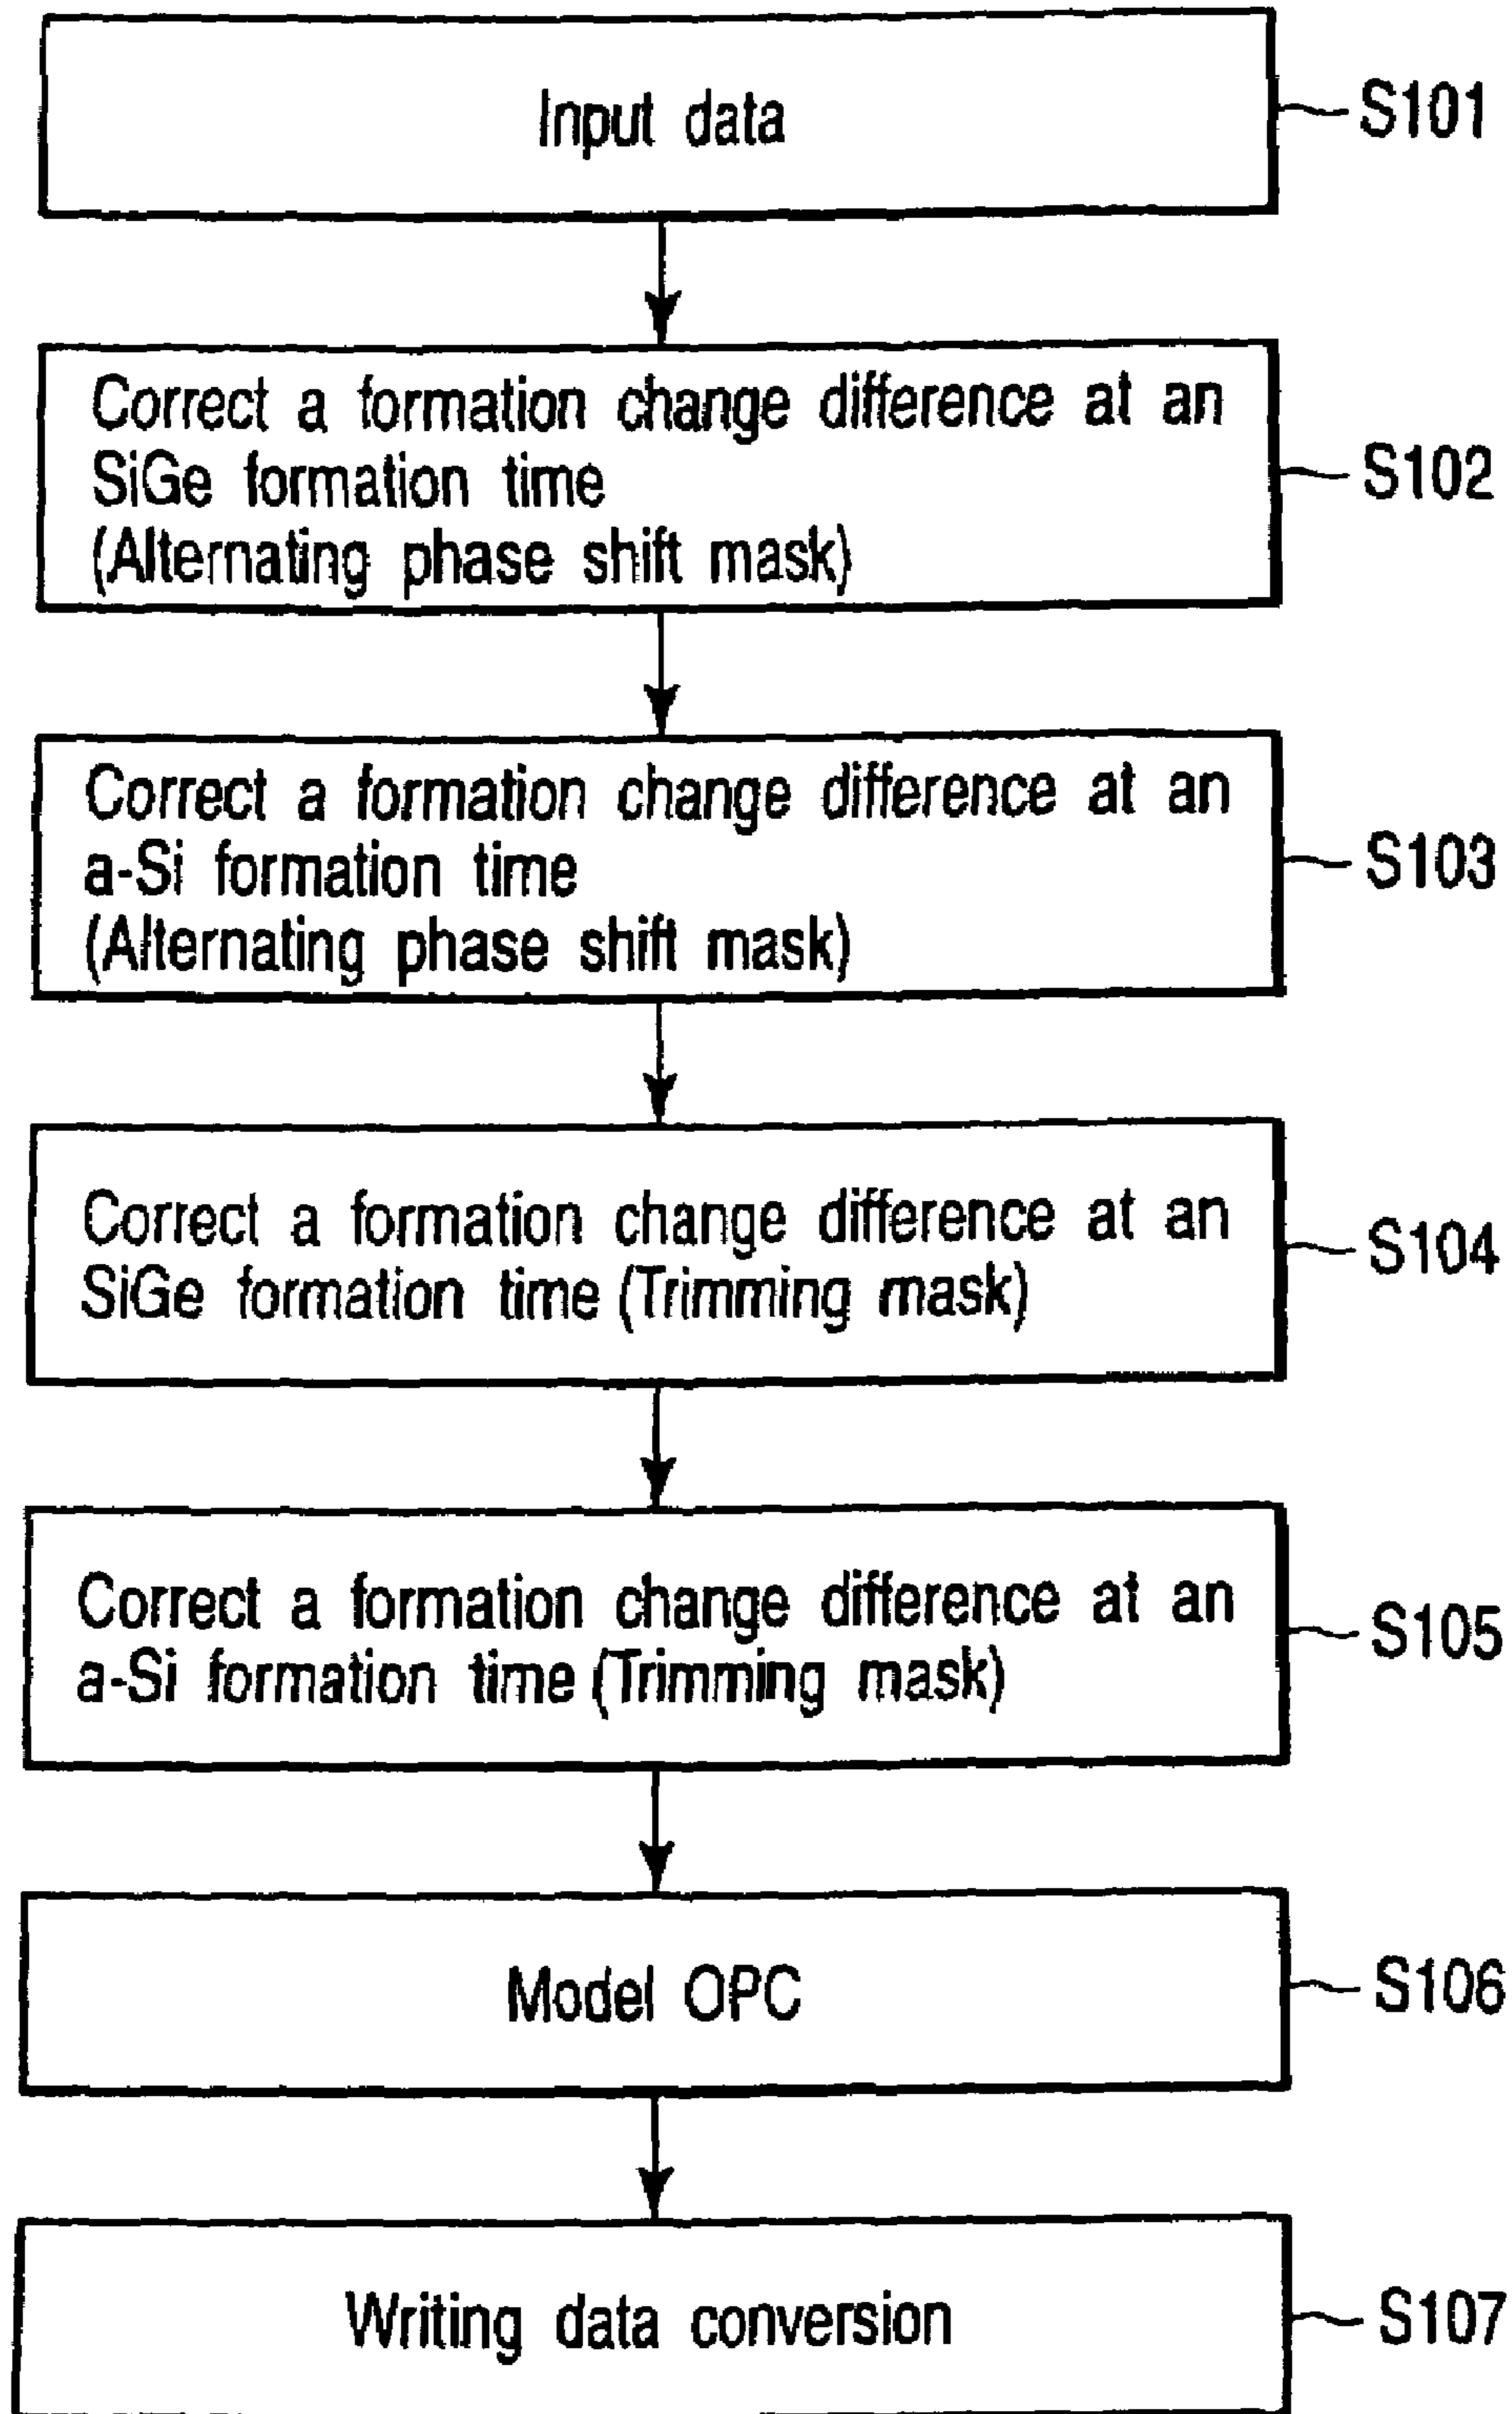 Input data
S101
Correct a formation change difference at an
SiGe formation time
(Alternating phase shift mask)
S102
Correct a formation change difference at an
a-Si formation time
(Alternating phase shift mask)
S103
Correct a formation change difference at an
SiGe formation time (Trimming mask)
S104
Correct a formation change difference at an
a-Si formation time (Trimming mask)
S105
Model OPC
S106
Writing data conversion
S107